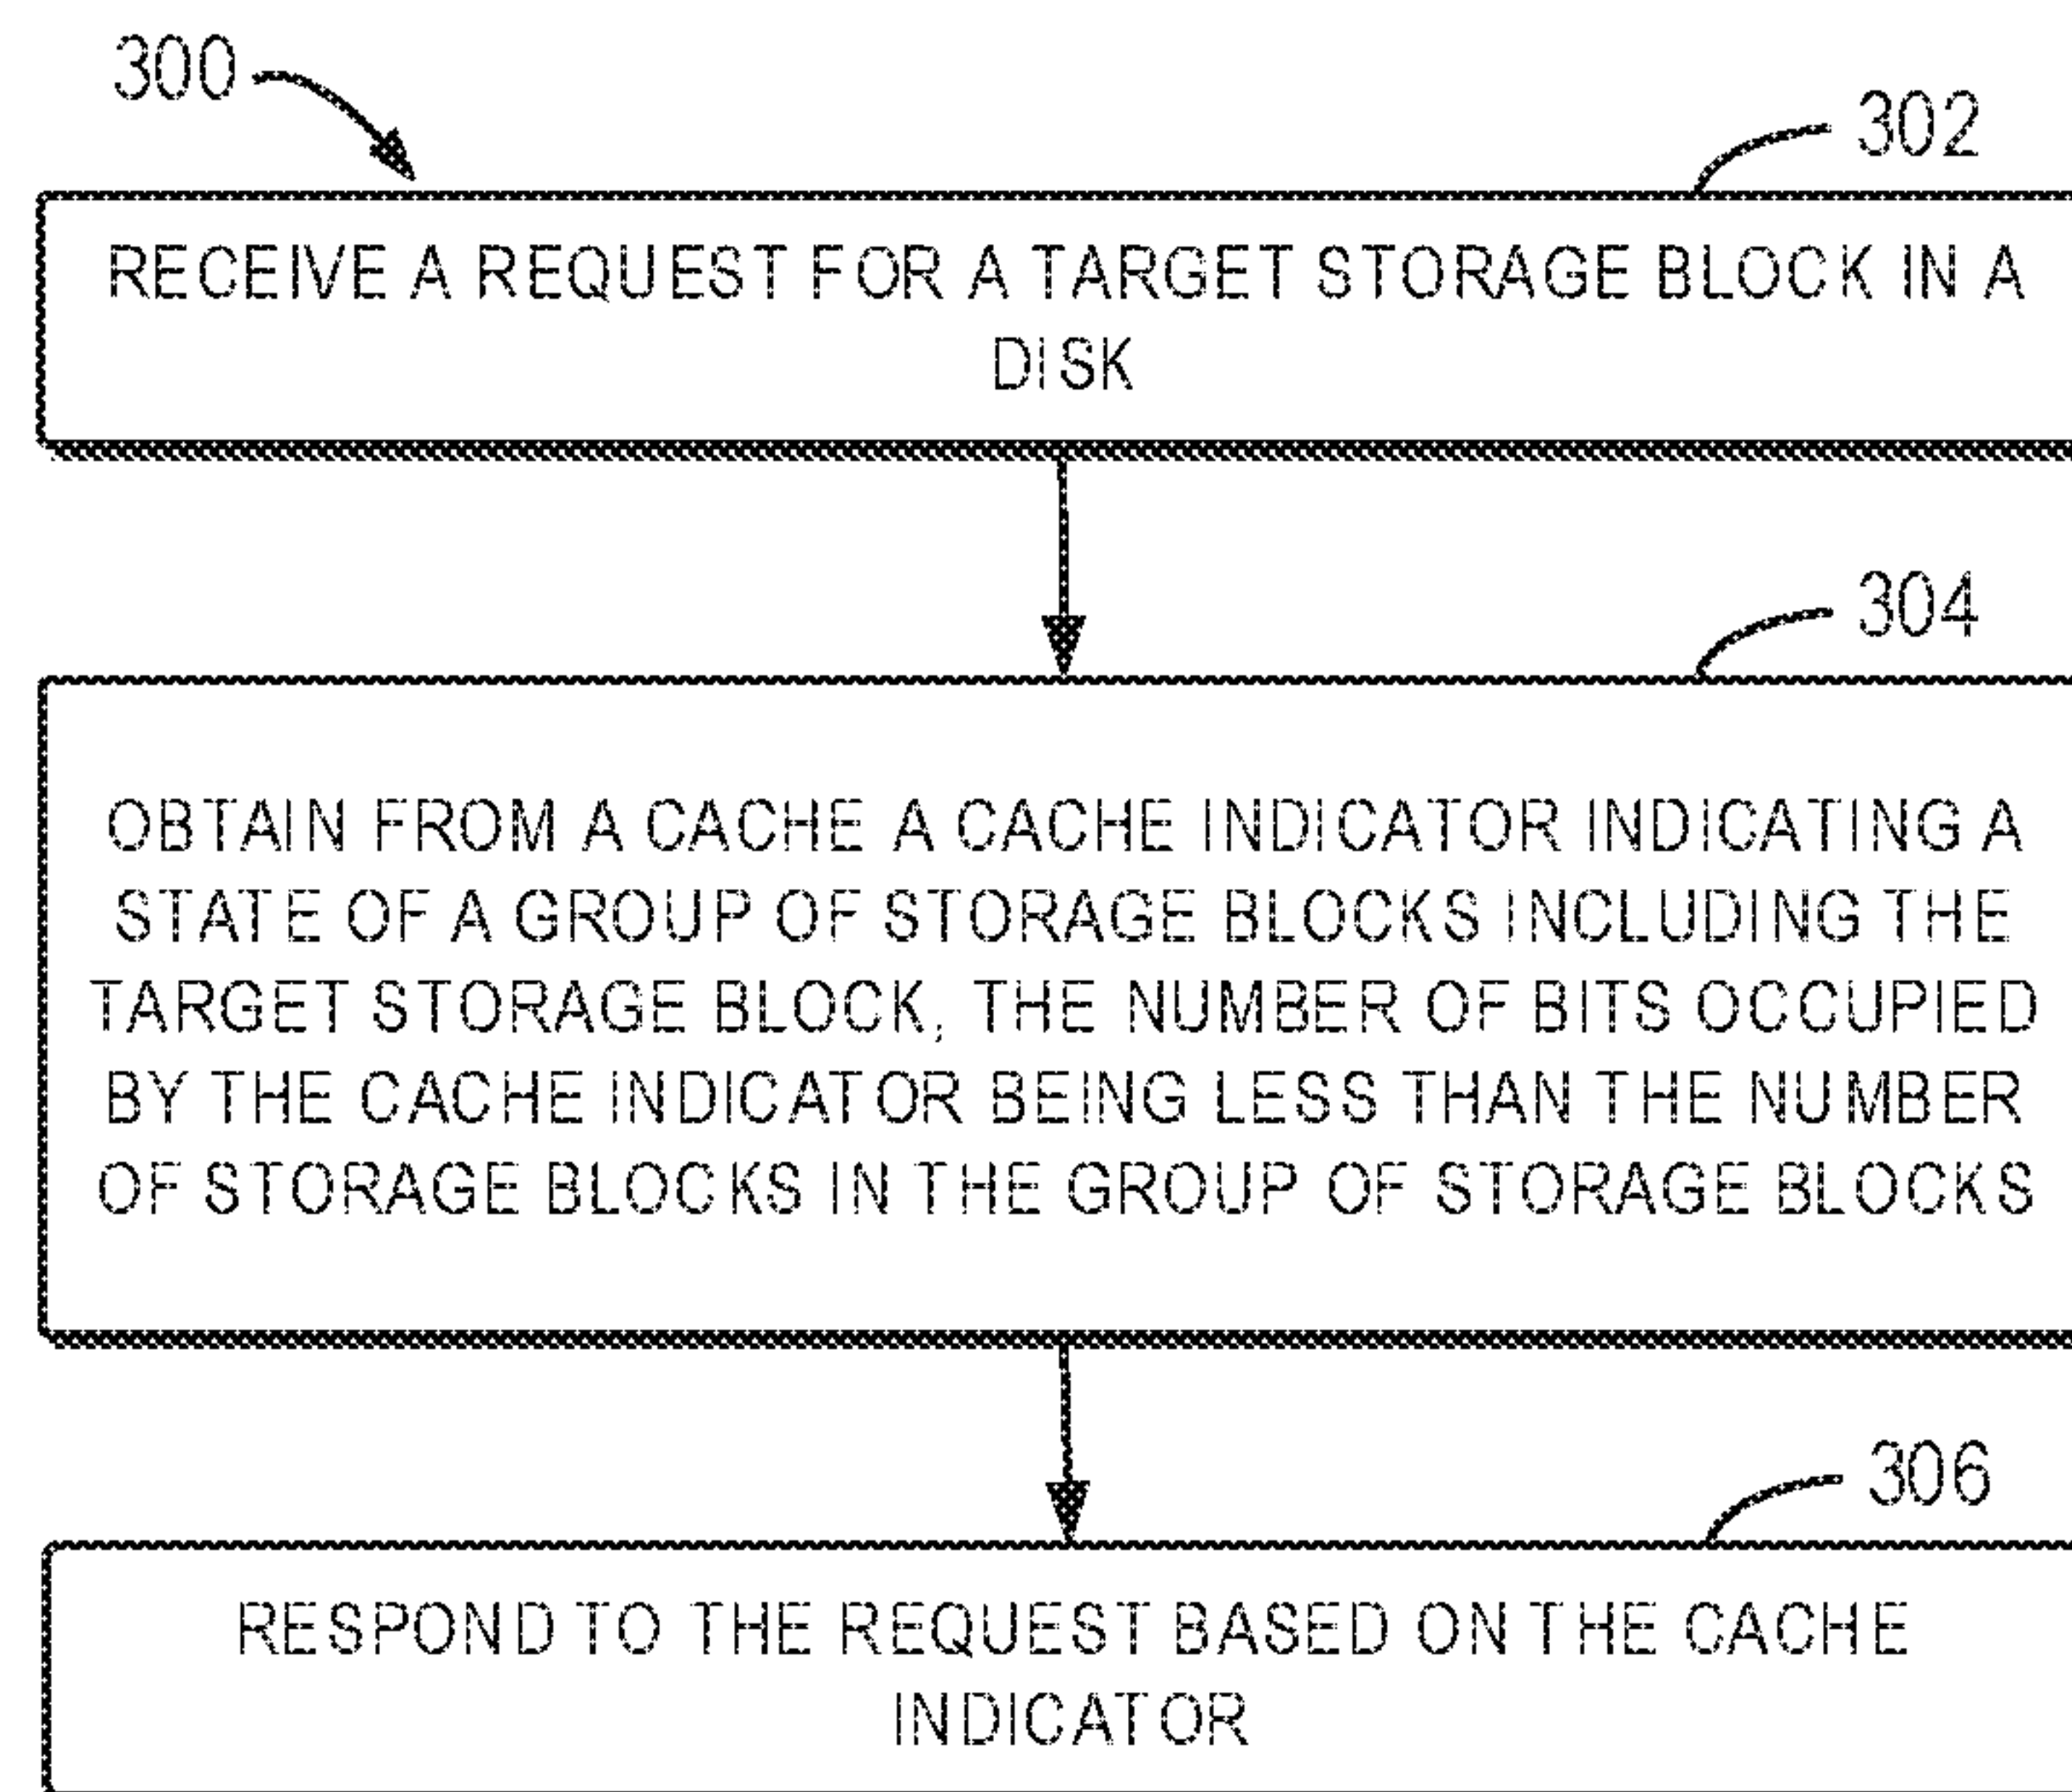 300
302
RECEIVE A REQUEST FOR A TARGET STORAGE BLOCK IN A
DISK
304
OBTAIN FROM A CACHE A CACHE INDICATOR INDICATING A
STATE OF A GROUP OF STORAGE BLOCKS INCLUDING THE
TARGET STORAGE BLOCK, THE NUMBER OF BITS OCCUPIED
BY THE CACHE INDICATOR BEING LESS THAN THE NUMBER
OF STORAGE BLOCKS IN THE GROUP OF STORAGE BLOCKS
306
RESPOND TO THE REQUEST BASED ON THE CACHE
INDICATOR